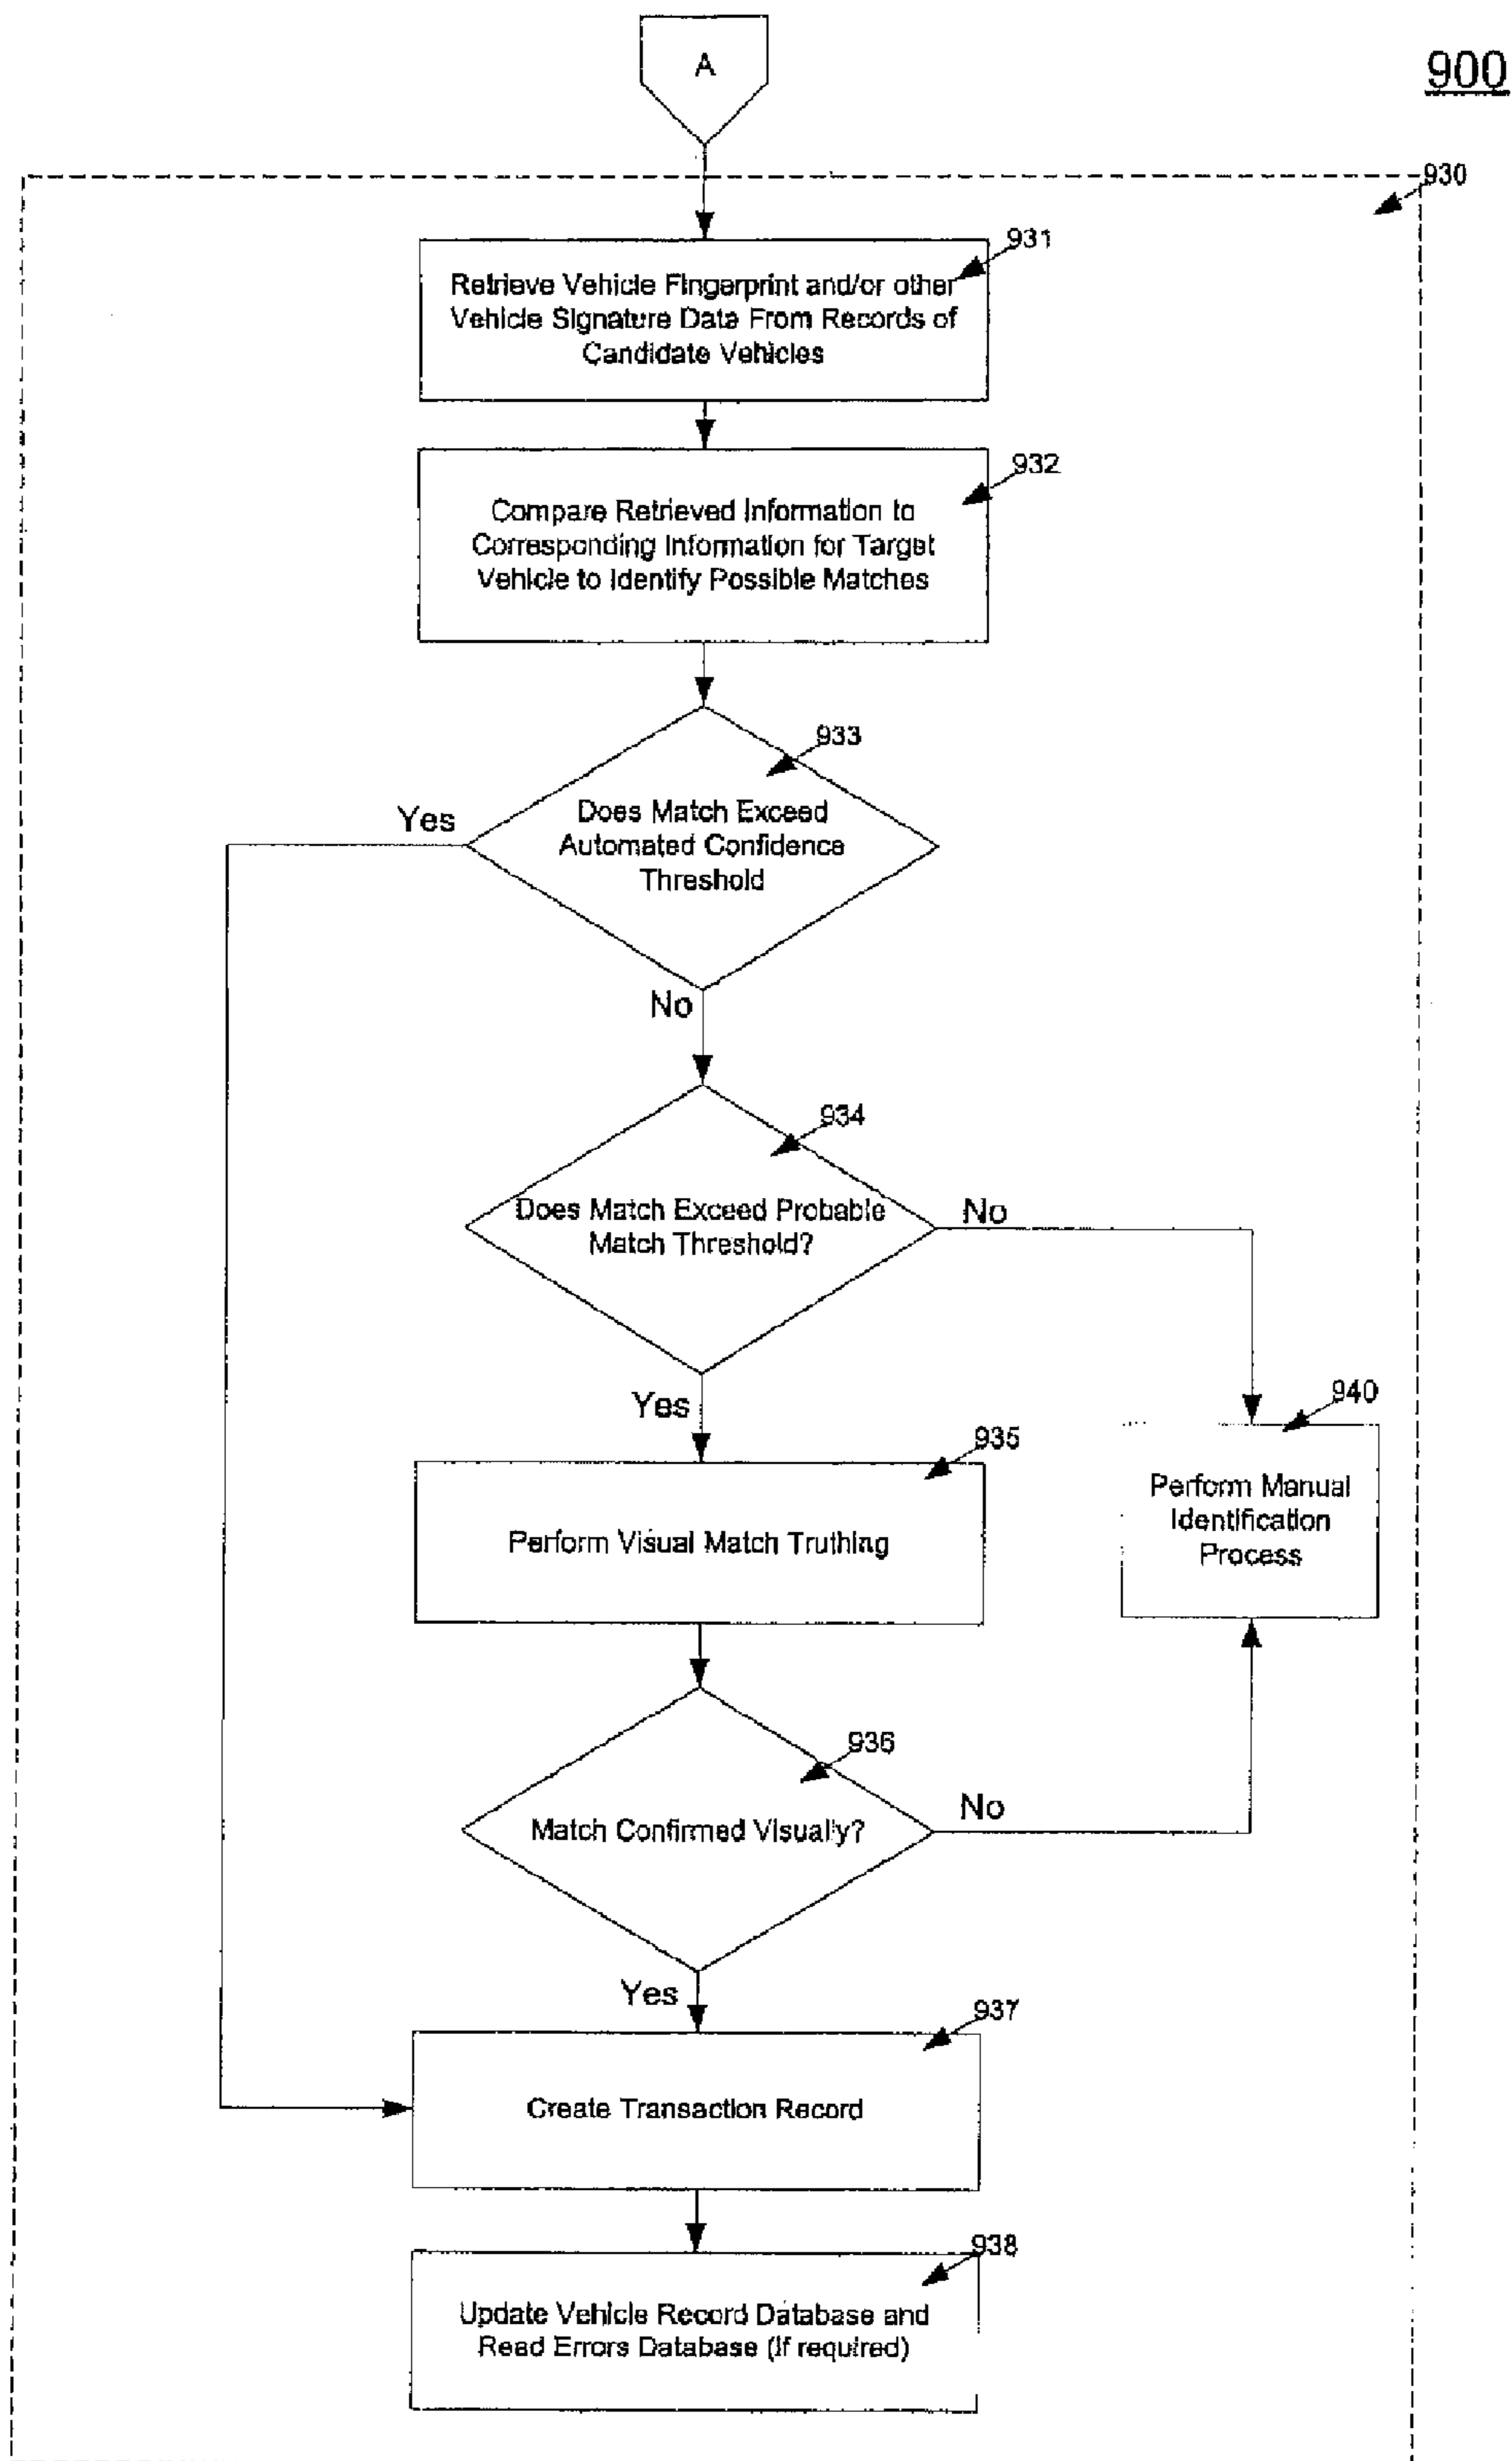 A
900
930
931
Retrieve Vehicle Fingerprint and/or other
Vehicle Signature Data From Records of
Candidate Vehicles
932
Compare Retrieved Information to
Corresponding Information for Target
Vehicle to Identify Possible Matches
933
Does Match Exceed
Automated Confidence
Threshold
Yes
No
934
Does Match Exceed Probable
Match Threshold?
No
Yes
940
Perform Manual
Identification
Process
935
Perform Visual Match Truthing
936
Match Confirmed Visually?
No
Yes
937
Create Transaction Record
938
Update Vehicle Record Database and
Read Errors Database (if required)